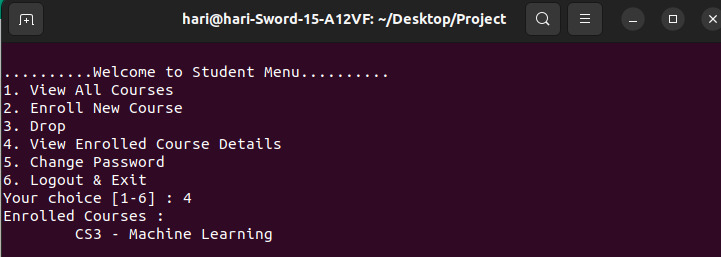 hari@hari-Sword-15-A12VF: ~/Desktop/Project
..........Welcome to Student Menu..........
1. View All Courses
2. Enroll New Course
3. Drop
4. View Enrolled Course Details
5. Change Password
6. Logout & Exit
Your choice [1-6] : 4
Enrolled Courses :
CS3 - Machine Learning